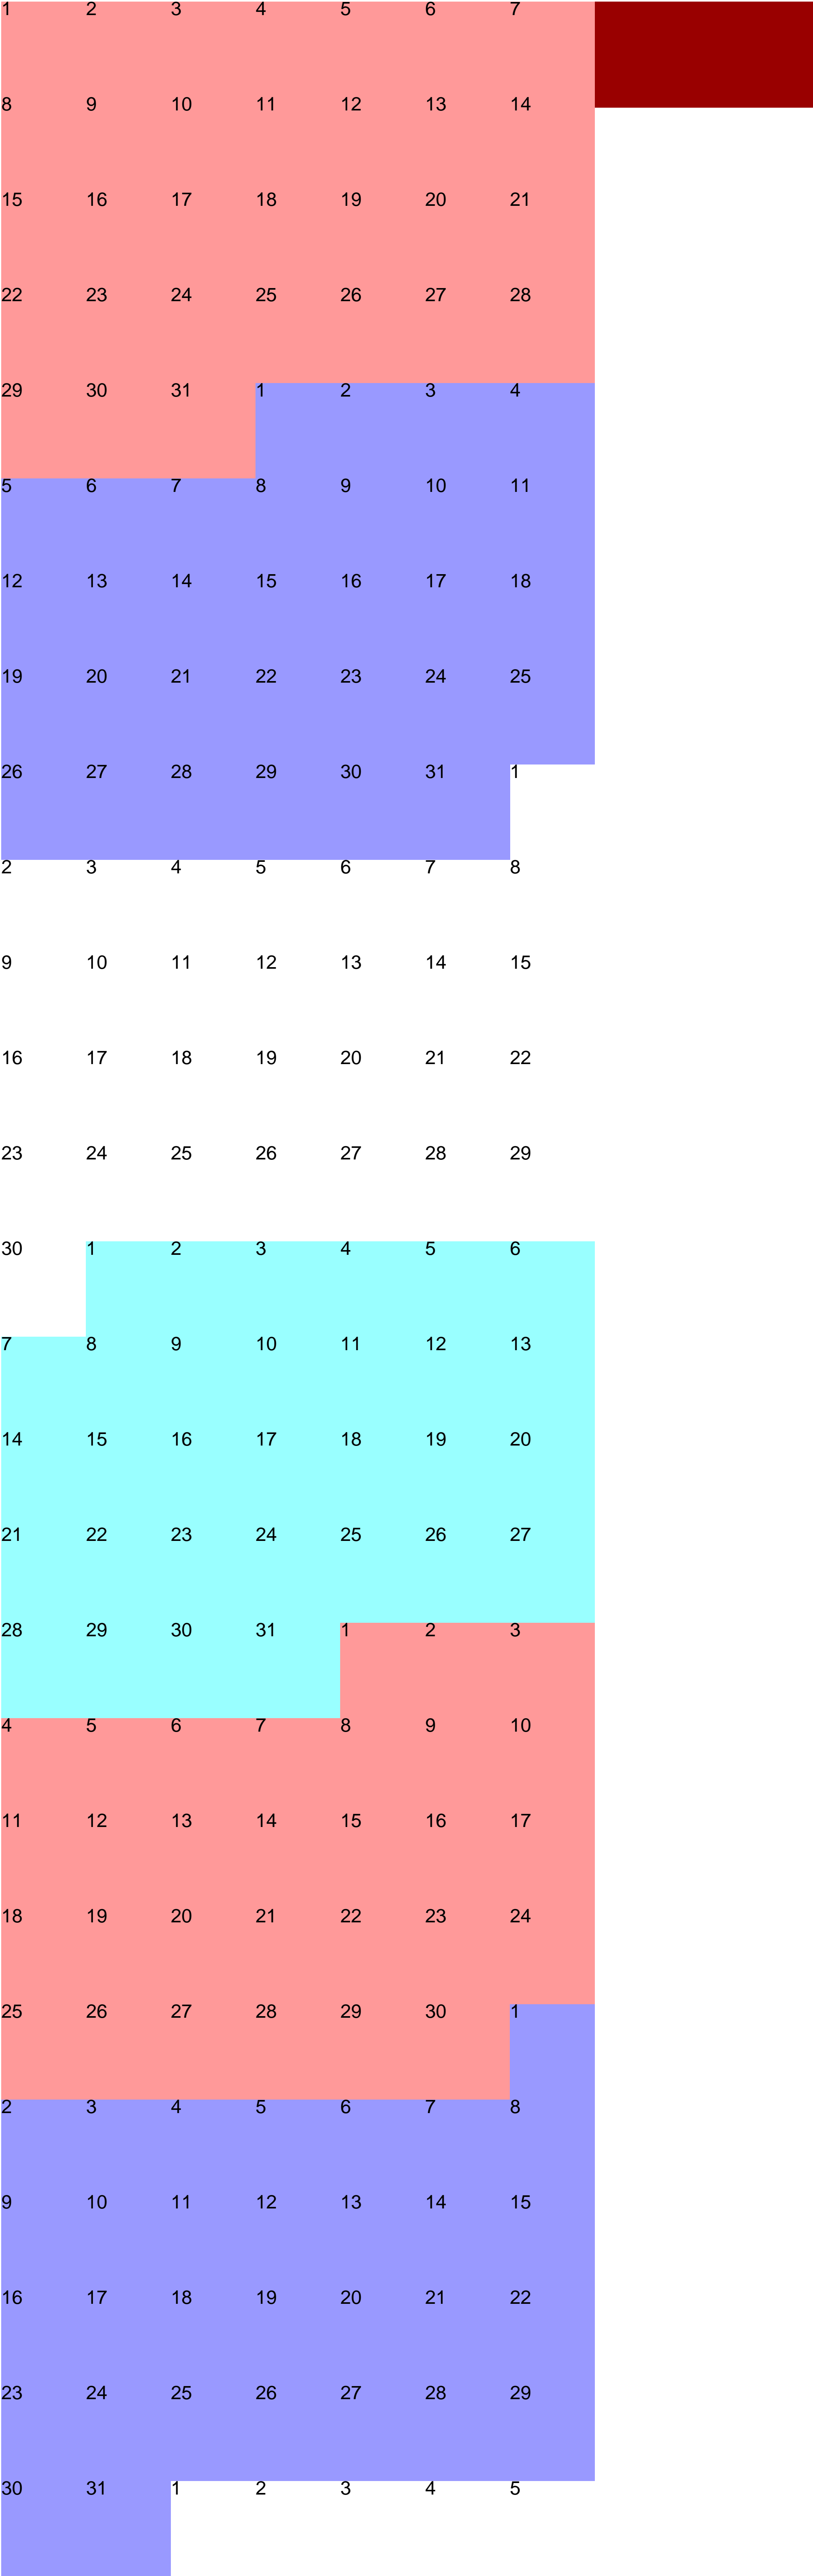 1 2 3 4 5 6 7
8 9 10 11 12 13 14
15 16 17 18 19 20 21
22 23 24 25 26 27 28
29 30 31 1 2 3 4
5 6 7 8 9 10 11
12 13 14 15 16 17 18
19 20 21 22 23 24 25
26 27 28 29 30 31 1
2 3 4 5 6 7 8
9 10 11 12 13 14 15
16 17 18 19 20 21 22
23 24 25 26 27 28 29
30 1 2 3 4 5 6
7 8 9 10 11 12 13
14 15 16 17 18 19 20
21 22 23 24 25 26 27
28 29 30 31 1 2 3
4 5 6 7 8 9 10
11 12 13 14 15 16 17
18 19 20 21 22 23 24
25 26 27 28 29 30 1
2 3 4 5 6 7 8
9 10 11 12 13 14 15
16 17 18 19 20 21 22
23 24 25 26 27 28 29
30 31 1 2 3 4 5